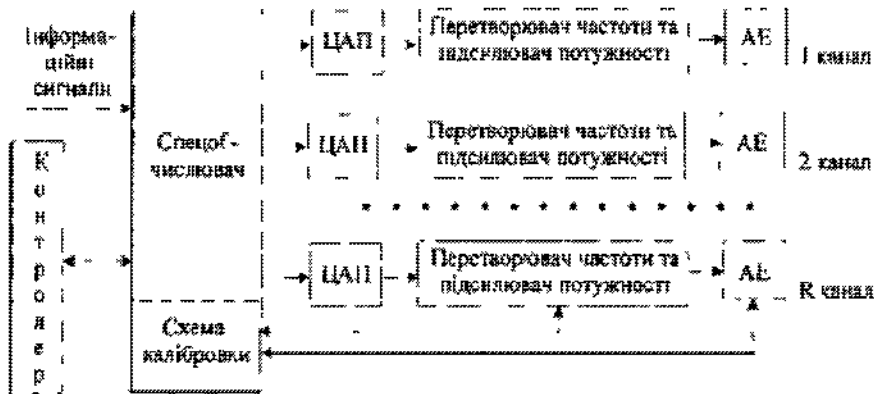 Інформа-
ційні
сигнали
Контролер
Спецоб-
числювач
Схема
калібровки
ЦАП
Перетворювач частоти та
підсилювач потужності
АЕ
1 канал
ЦАП
Перетворювач частоти та
підсилювач потужності
АЕ
2 канал
ЦАП
Перетворювач частоти та
підсилювач потужності
АЕ
R канал